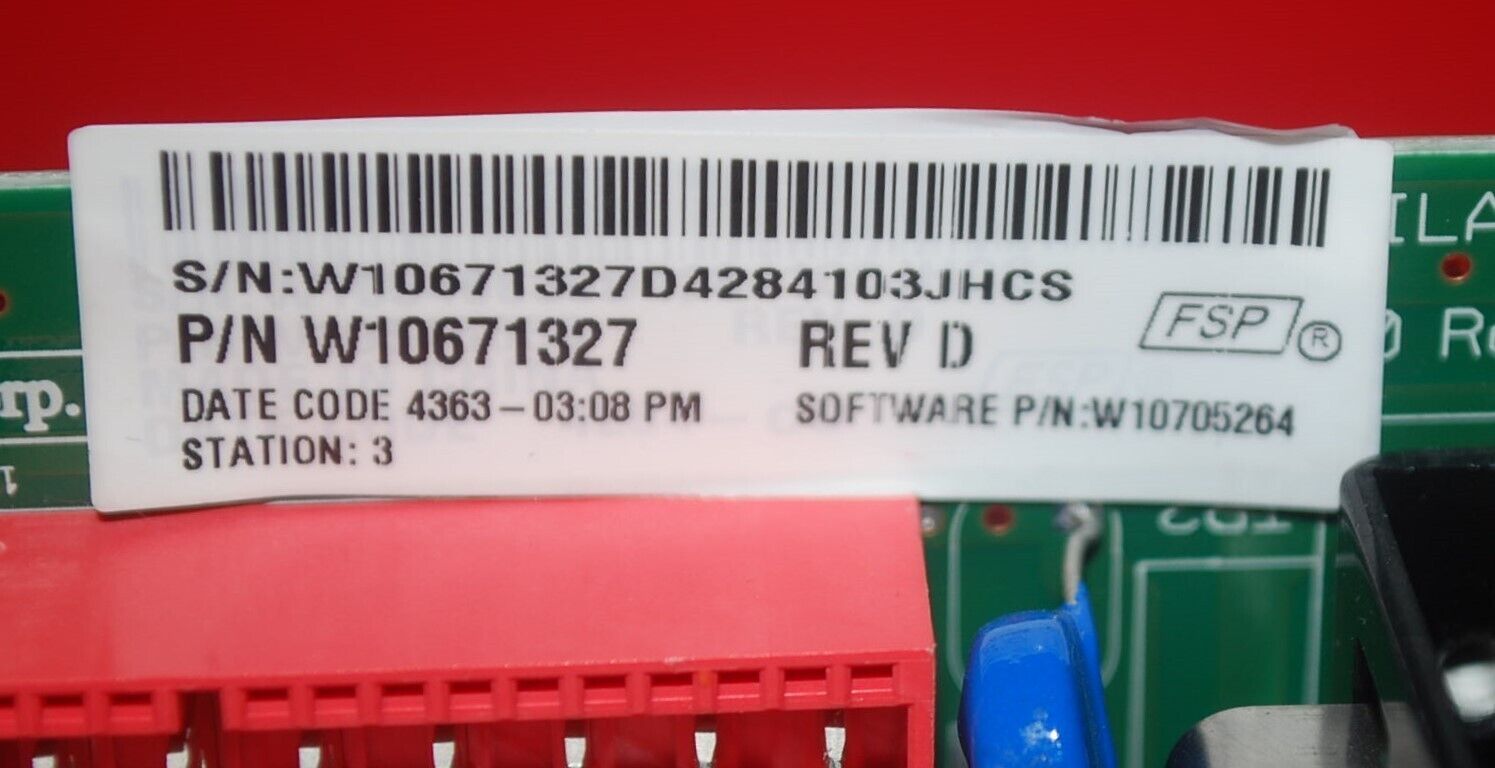 S/N:W10671327D4284103JHCS
P/N W10671327 REV D FSP®
DATE CODE 4363-03:08 PM SOFTWARE P/N:W10705264
STATION: 3